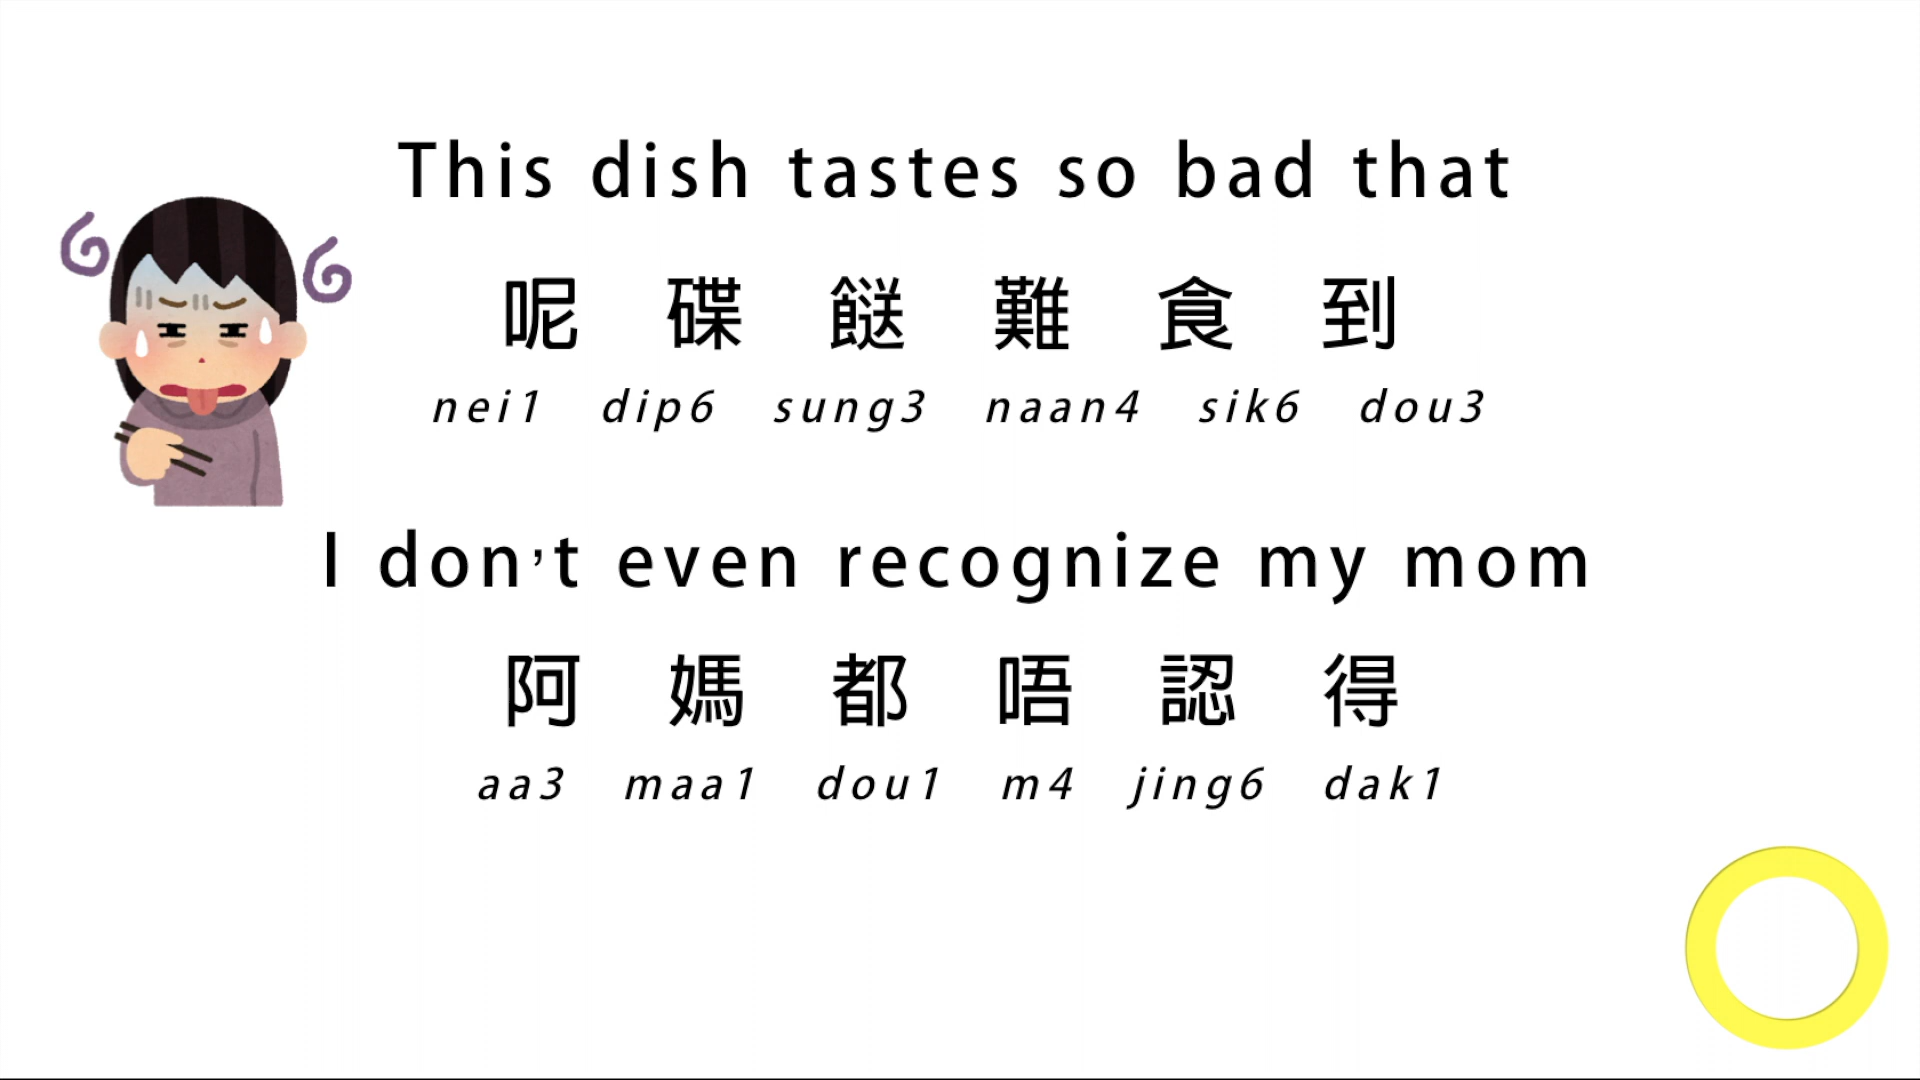 This dish tastes so bad that
呢 碟 餸 難 食 到
nei1 dip6 sung3 naan4 sik6 dou3
I don't even recognize my mom
阿 媽 都 唔 認 得
aa3 maa1 dou1 m4 jing6 dak1